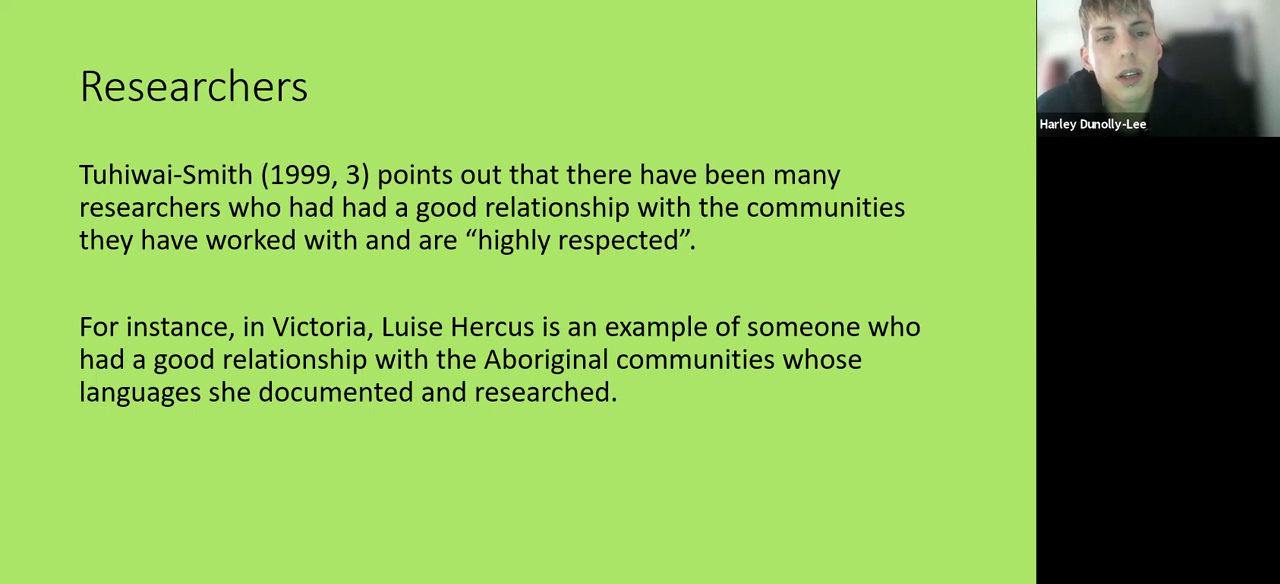 Researchers
Tuhiwai-Smith (1999, 3) points out that there have been many
researchers who had had a good relationship with the communities
they have worked with and are “highly respected”.
For instance, in Victoria, Luise Hercus is an example of someone who
had a good relationship with the Aboriginal communities whose
languages she documented and researched.
Harley Dunolly-Lee